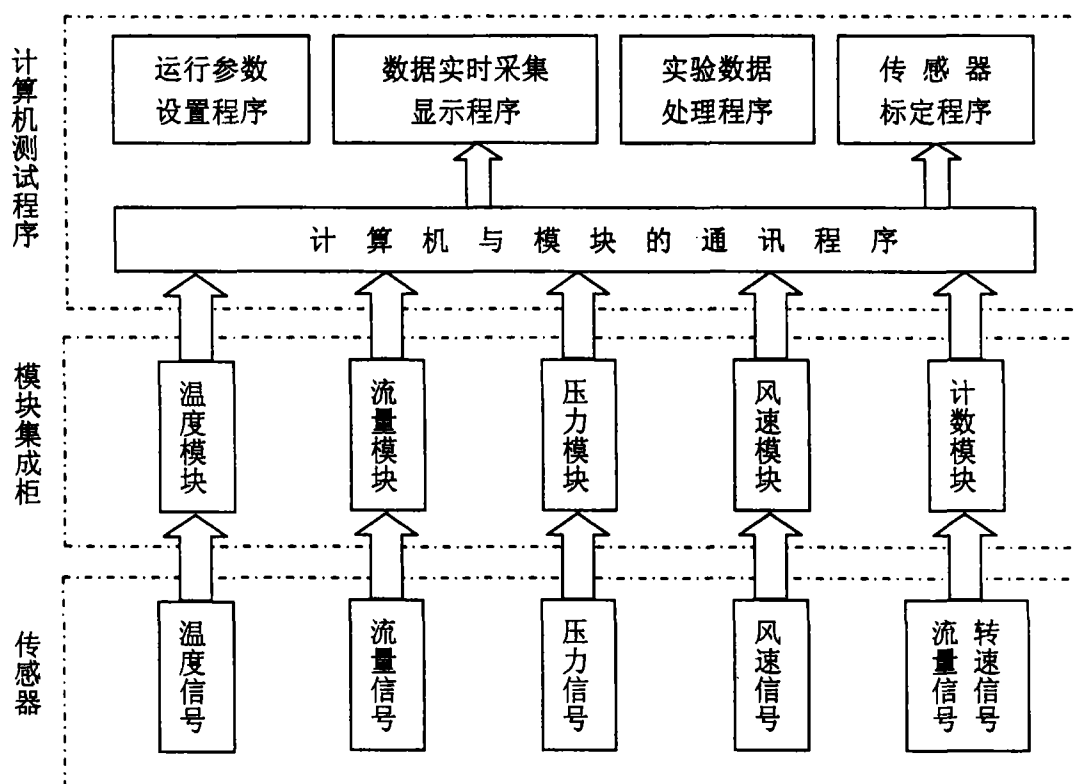 计算机测试程序
运行参数
设置程序
数据实时采集
显示程序
实验数据
处理程序
传感器
标定程序
计算机与模块的通讯程序
模块集成柜
温度模块
流量模块
压力模块
风速模块
计数模块
传感器
温度信号
流量信号
压力信号
风速信号
流量信号
转速信号